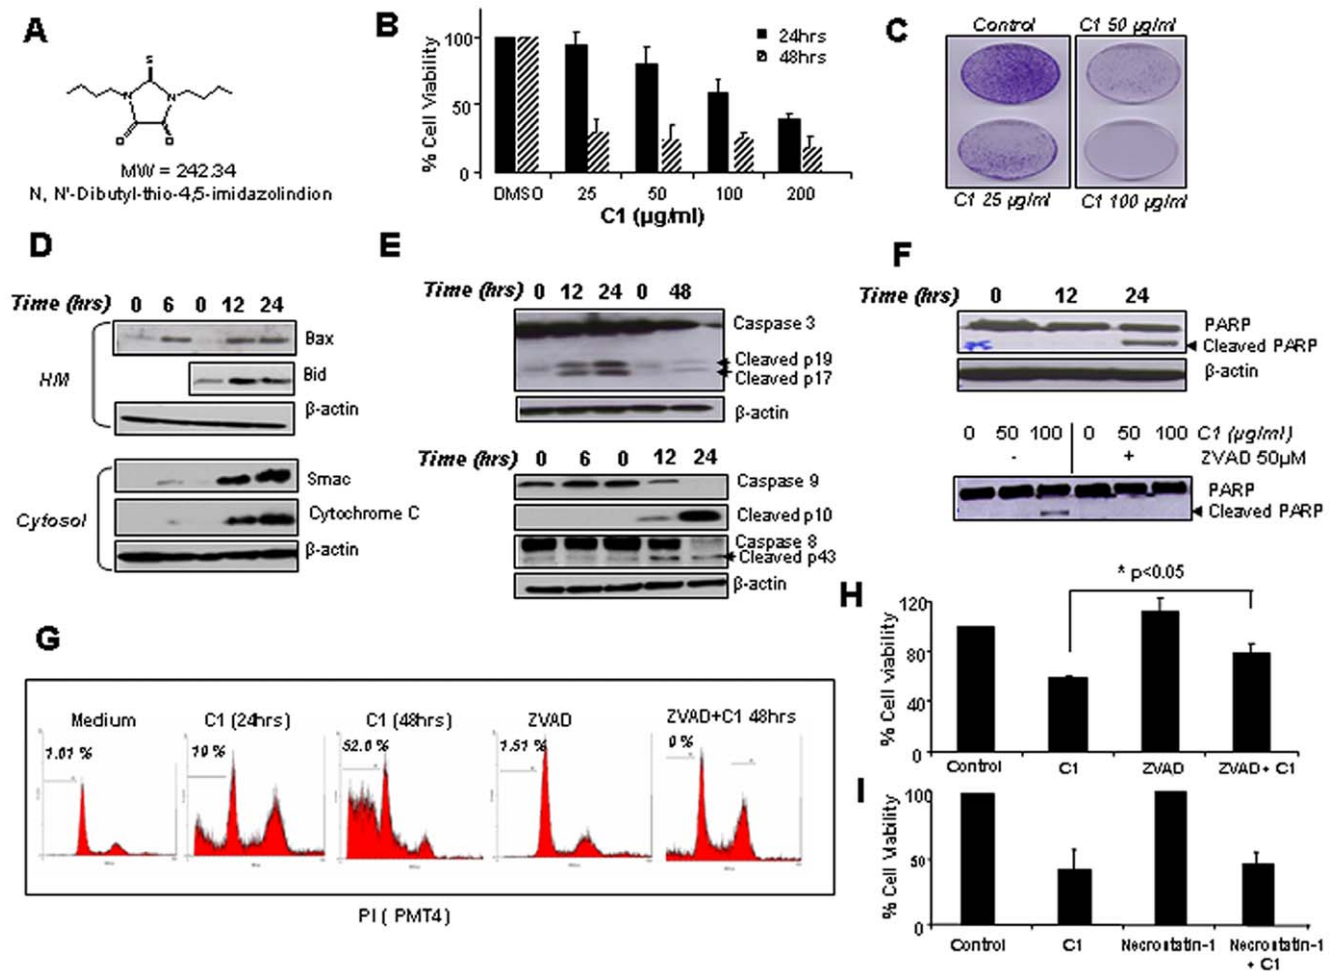 A
S
N
N
O
O
MW = 242.34
N, N'-Dibutyl-thio-4,5-imidazolindion
B
% Cell Viability
100
50
0
24hrs
48hrs
DMSO
25
50
100
200
C1 (µg/ml)
C
Control
C1 50 µg/ml
C1 25 µg/ml
C1 100 µg/ml
D
Time (hrs) 0 6 0 12 24
HM
Bax
Bid
β-actin
Cytosol
Smac
Cytochrome C
β-actin
E
Time (hrs) 0 12 24 0 48
Caspase 3
Cleaved p19
Cleaved p17
β-actin
Time (hrs) 0 6 0 12 24
Caspase 9
Cleaved p10
Caspase 8
Cleaved p43
β-actin
F
Time (hrs) 0 12 24
PARP
Cleaved PARP
β-actin
0 50 100 0 50 100 C1 (µg/ml)
- + ZVAD 50µM
PARP
Cleaved PARP
G
Medium
C1 (24hrs)
C1 (48hrs)
ZVAD
ZVAD+C1 48hrs
1.01 %
10 %
52.0 %
1.51 %
0 %
PI ( PMT4)
H
* p<0.05
% Cell viability
120
80
40
0
Control
C1
ZVAD
ZVAD+ C1
I
% Cell Viability
100
50
0
Control
C1
Necrostatin-1
Necrostatin-1
+ C1